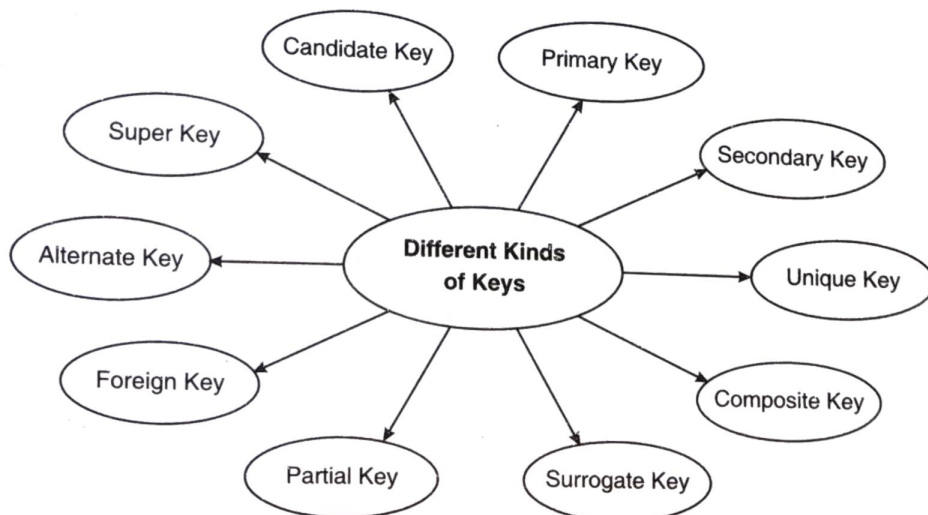 Candidate Key
Primary Key
Super Key
Secondary Key
Alternate Key
Different Kinds
of Keys
Unique Key
Foreign Key
Composite Key
Partial Key
Surrogate Key